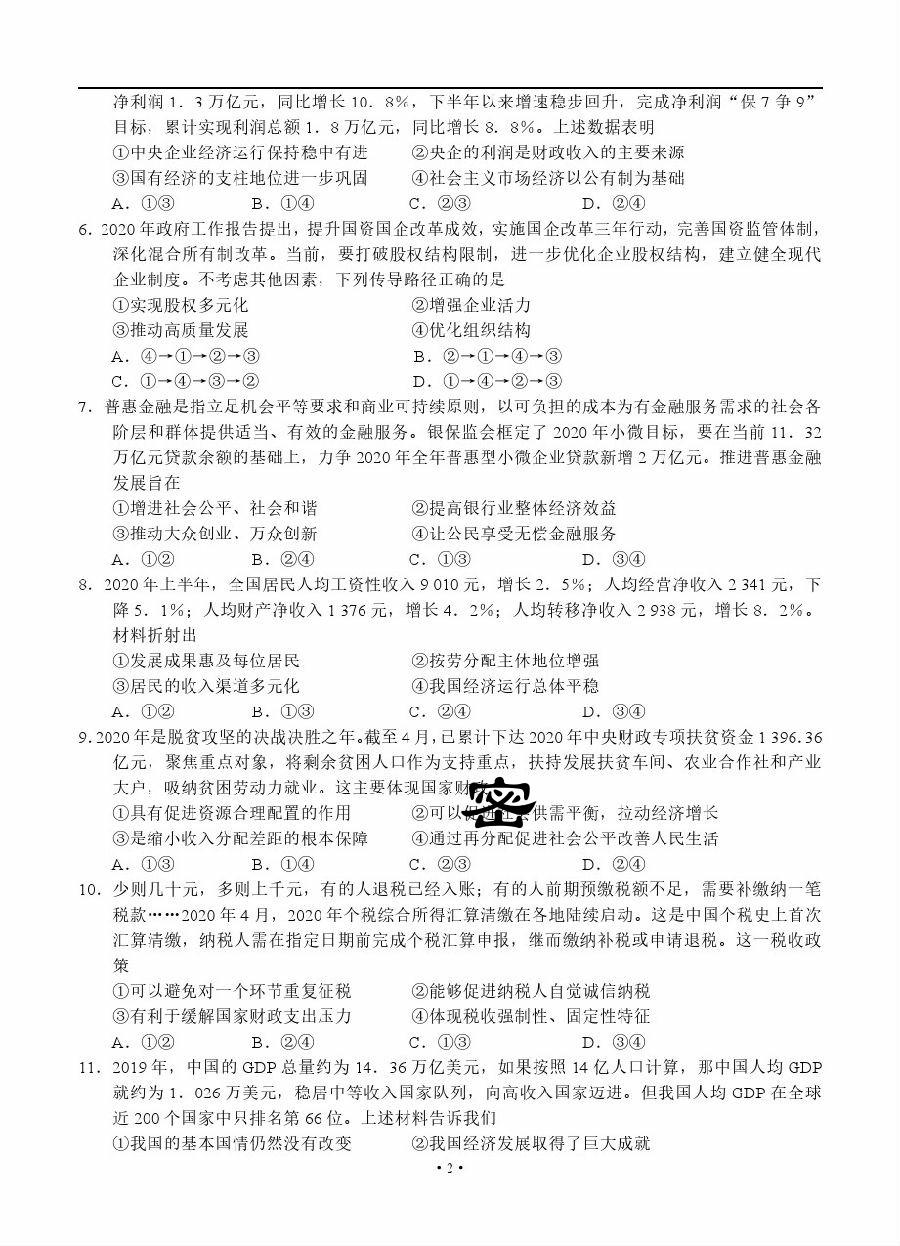 净利润 1．3 万亿元，同比增长 10．8%，下半年以来增速稳步回升，完成净利润“保 7 争 9”
目标，累计实现利润总额 1．8 万亿元，同比增长 8．8%。上述数据表明
①中央企业经济运行保持稳中有进 ②央企的利润是财政收入的主要来源
③国有经济的支柱地位进一步巩固 ④社会主义市场经济以公有制为基础
A．①③ B．①④ C．②③ D．②④
6．2020 年政府工作报告提出，提升国资国企改革成效，实施国企改革三年行动，完善国资监管体制，
深化混合所有制改革。当前，要打破股权结构限制，进一步优化企业股权结构，建立健全现代
企业制度。不考虑其他因素，下列传导路径正确的是
①实现股权多元化 ②增强企业活力
③推动高质量发展 ④优化组织结构
A．④→①→②→③ B．②→①→④→③
C．①→④→③→② D．①→④→②→③
7．普惠金融是指立足机会平等要求和商业可持续原则，以可负担的成本为有金融服务需求的社会各
阶层和群体提供适当、有效的金融服务。银保监会框定了 2020 年小微目标，要在当前 11．32
万亿元贷款余额的基础上，力争 2020 年全年普惠型小微企业贷款新增 2 万亿元。推进普惠金融
发展旨在
①增进社会公平、社会和谐 ②提高银行业整体经济效益
③推动大众创业、万众创新 ④让公民享受无偿金融服务
A．①② B．②④ C．①③ D．③④
8．2020 年上半年，全国居民人均工资性收入 9 010 元，增长 2．5%；人均经营净收入 2 341 元，下
降 5．1%；人均财产净收入 1 376 元，增长 4．2%；人均转移净收入 2 938 元，增长 8．2%。
材料折射出
①发展成果惠及每位居民 ②按劳分配主体地位增强
③居民的收入渠道多元化 ④我国经济运行总体平稳
A．①② B．①③ C．②④ D．③④
9．2020 年是脱贫攻坚的决战决胜之年。截至 4 月，已累计下达 2020 年中央财政专项扶贫资金 1 396.36
亿元，聚焦重点对象，将剩余贫困人口作为支持重点，扶持发展扶贫车间、农业合作社和产业
大户，吸纳贫困劳动力就业。这主要体现国家财政
密
①具有促进资源合理配置的作用 ②可以促进社会供需平衡，拉动经济增长
③是缩小收入分配差距的根本保障 ④通过再分配促进社会公平改善人民生活
A．①③ B．①④ C．②③ D．②④
10．少则几十元，多则上千元，有的人退税已经入账；有的人前期预缴税额不足，需要补缴纳一笔
税款……2020 年 4 月，2020 年个税综合所得汇算清缴在各地陆续启动。这是中国个税史上首次
汇算清缴，纳税人需在指定日期前完成个税汇算申报，继而缴纳补税或申请退税。这一税收政
策
①可以避免对一个环节重复征税 ②能够促进纳税人自觉诚信纳税
③有利于缓解国家财政支出压力 ④体现税收强制性、固定性特征
A．①② B．②④ C．①③ D．③④
11．2019 年，中国的 GDP 总量约为 14．36 万亿美元，如果按照 14 亿人口计算，那中国人均 GDP
就约为 1．026 万美元，稳居中等收入国家队列，向高收入国家迈进。但我国人均 GDP 在全球
近 200 个国家中只排名第 66 位。上述材料告诉我们
①我国的基本国情仍然没有改变 ②我国经济发展取得了巨大成就
·2·